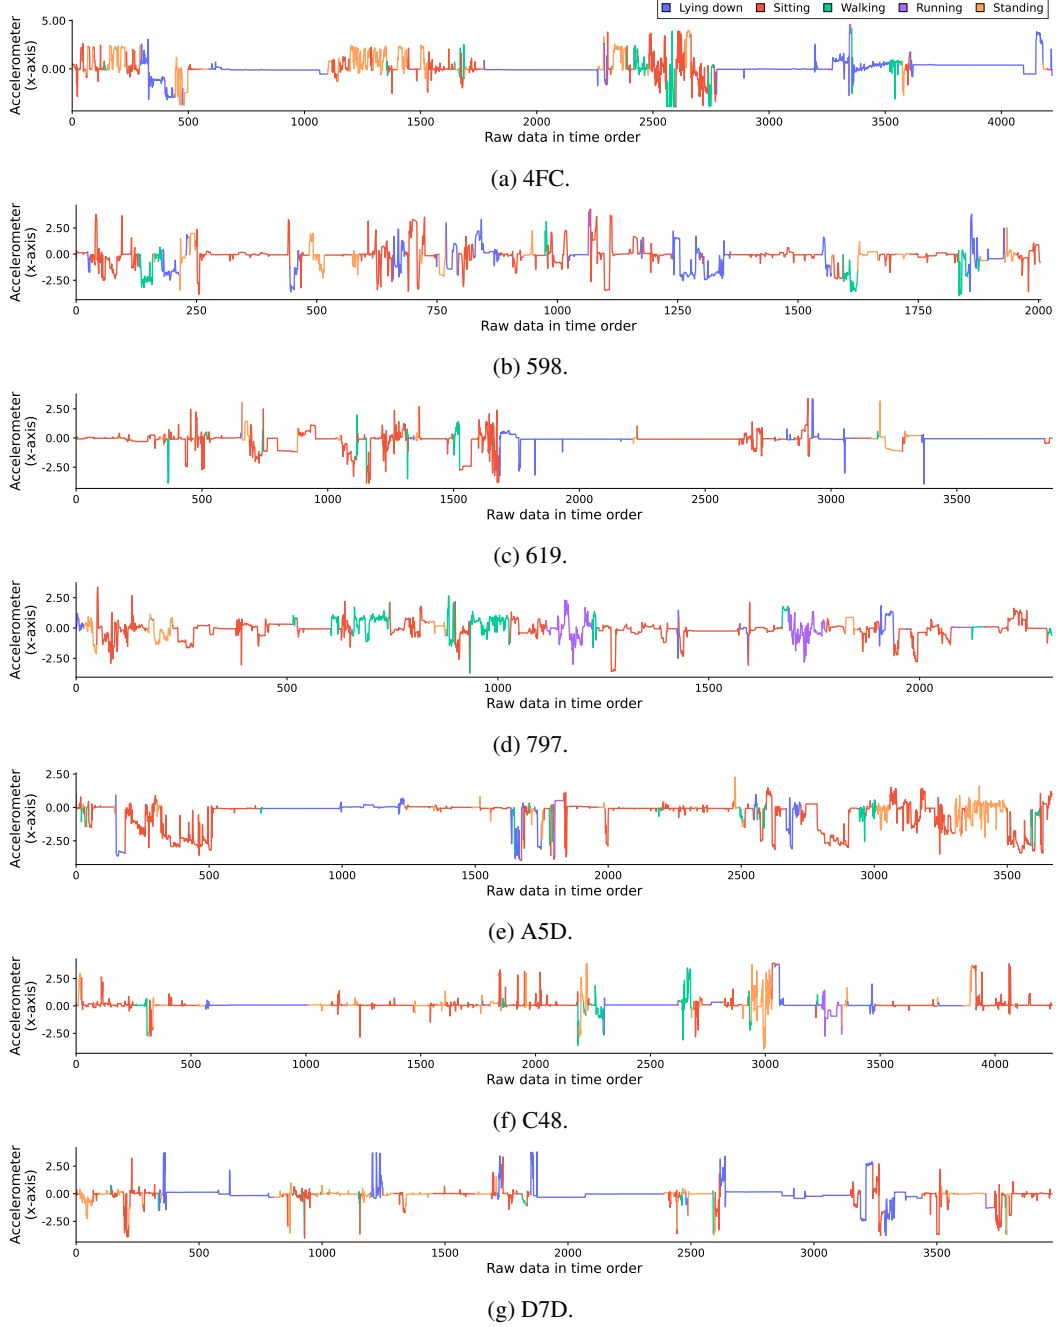 Lying down Sitting Walking Running Standing
Accelerometer
(x-axis)
5.00
0.00
0 500 1000 1500 2000 2500 3000 3500 4000
Raw data in time order
(a) 4FC.
Accelerometer
(x-axis)
2.50
0.00
-2.50
0 250 500 750 1000 1250 1500 1750 2000
Raw data in time order
(b) 598.
Accelerometer
(x-axis)
2.50
0.00
-2.50
500 1000 1500 2000 2500 3000 3500
Raw data in time order
(c) 619.
Accelerometer
(x-axis)
2.50
0.00
-2.50
0 500 1000 1500 2000
Raw data in time order
(d) 797.
Accelerometer
(x-axis)
2.50
0.00
-2.50
0 500 1000 1500 2000 2500 3000 3500
Raw data in time order
(e) A5D.
Accelerometer
(x-axis)
2.50
0.00
-2.50
0 500 1000 1500 2000 2500 3000 3500 4000
Raw data in time order
(f) C48.
Accelerometer
(x-axis)
2.50
0.00
-2.50
0 500 1000 1500 2000 2500 3000 3500
Raw data in time order
(g) D7D.